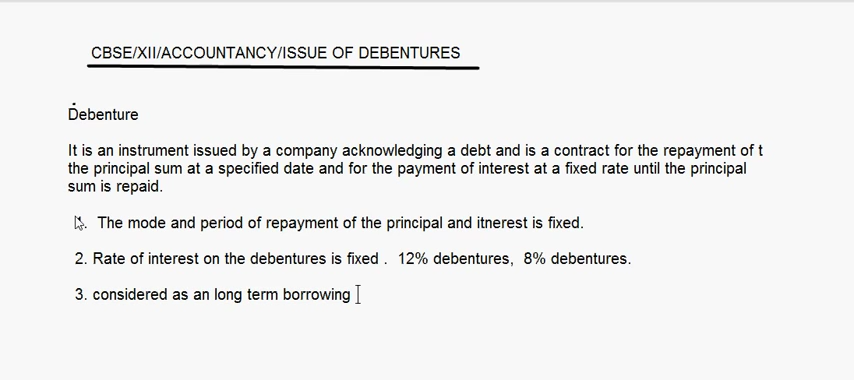 CBSE/XII/ACCOUNTANCY/ISSUE OF DEBENTURES
Debenture
It is an instrument issued by a company acknowledging a debt and is a contract for the repayment of t
the principal sum at a specified date and for the payment of interest at a fixed rate until the principal
sum is repaid.
The mode and period of repayment of the principal and itnerest is fixed.
2. Rate of interest on the debentures is fixed . 12% debentures, 8% debentures.
3. considered as an long term borrowing